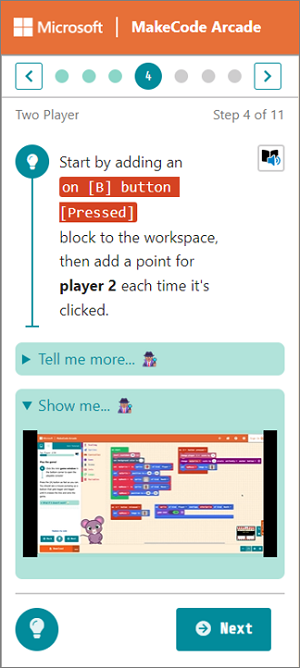 Microsoft | MakeCode Arcade
4
Two Player
Step 4 of 11
Start by adding an
on [B] button
[Pressed]
block to the workspace,
then add a point for
player 2 each time it's
clicked.
Tell me more...
Show me...
Next